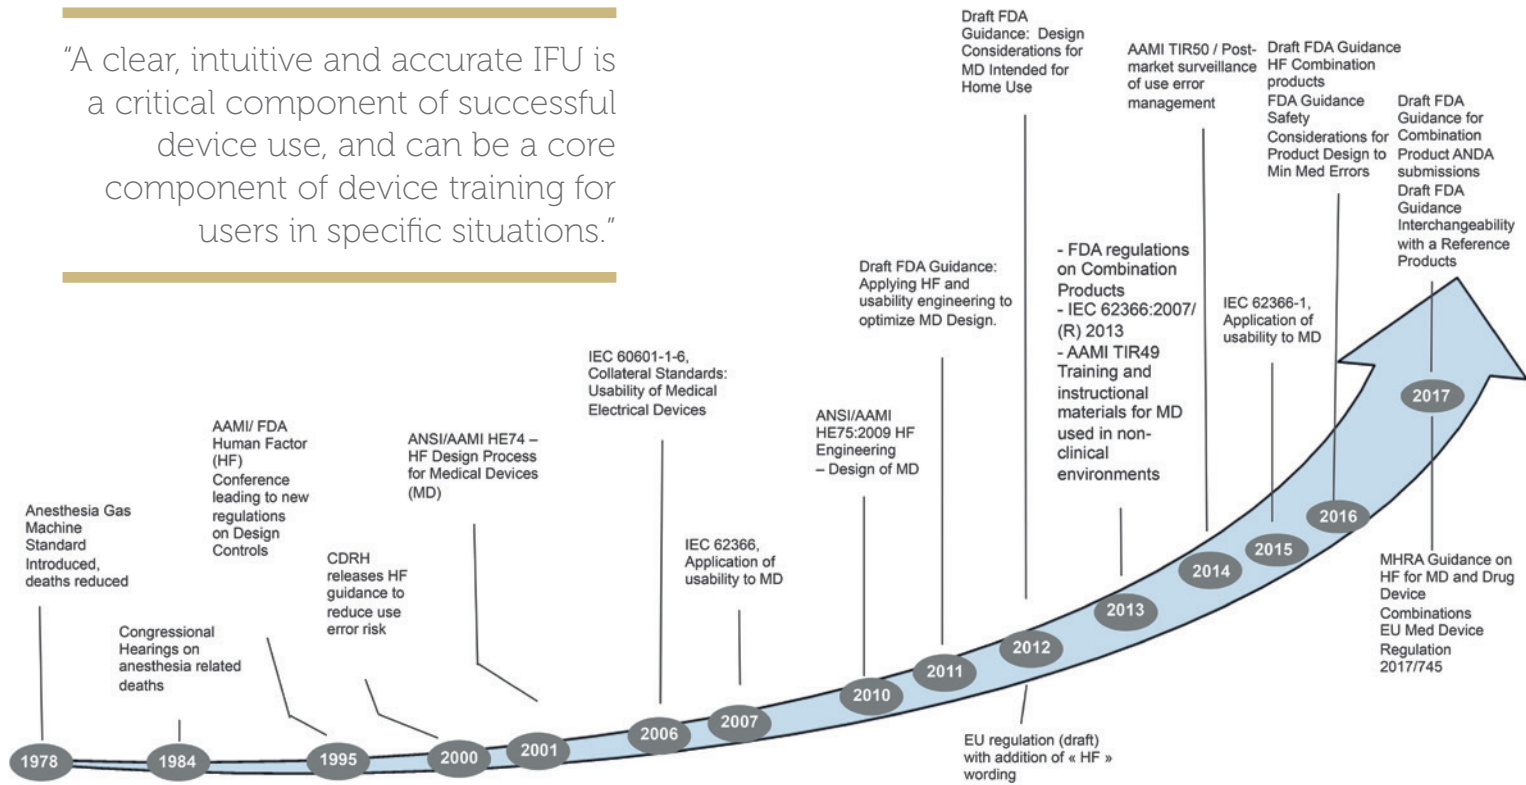 "A clear, intuitive and accurate IFU is
a critical component of successful
device use, and can be a core
component of device training for
users in specific situations."
Anesthesia Gas
Machine
Standard
Introduced,
deaths reduced
1978
Congressional
Hearings on
anesthesia related
deaths
1984
AAMI/ FDA
Human Factor
(HF)
Conference
leading to new
regulations
on Design
Controls
1995
CDRH
releases HF
guidance to
reduce use
error risk
2000
ANSI/AAMI HE74 –
HF Design Process
for Medical Devices
(MD)
2001
IEC 60601-1-6,
Collateral Standards:
Usability of Medical
Electrical Devices
2006
IEC 62366,
Application of
usability to MD
2007
ANSI/AAMI
HE75:2009 HF
Engineering
– Design of MD
2010
Draft FDA Guidance:
Applying HF and
usability engineering to
optimize MD Design.
2011
Draft FDA
Guidance: Design
Considerations for
MD Intended for
Home Use
2012
EU regulation (draft)
with addition of « HF »
wording
- FDA regulations
on Combination
Products
- IEC 62366:2007/
(R) 2013
- AAMI TIR49
Training and
instructional
materials for MD
used in non-
clinical
environments
2013
AAMI TIR50 / Post-
market surveillance
of use error
management
2014
IEC 62366-1,
Application of
usability to MD
2015
Draft FDA Guidance
HF Combination
products
FDA Guidance
Safety
Considerations for
Product Design to
Min Med Errors
2016
Draft FDA
Guidance for
Combination
Product ANDA
submissions
Draft FDA
Guidance
Interchangeability
with a Reference
Products
2017
MHRA Guidance on
HF for MD and Drug
Device
Combinations
EU Med Device
Regulation
2017/745